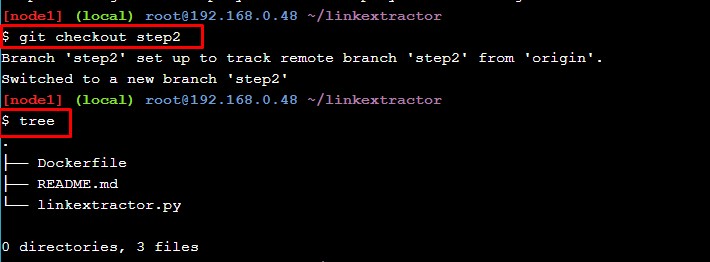 [node1] (local) root@192.168.0.48 ~/linkextractor
$ git checkout step2
Branch 'step2' set up to track remote branch 'step2' from 'origin'.
Switched to a new branch 'step2'
[node1] (local) root@192.168.0.48 ~/linkextractor
$ tree
.
├── Dockerfile
├── README.md
└── linkextractor.py
0 directories, 3 files